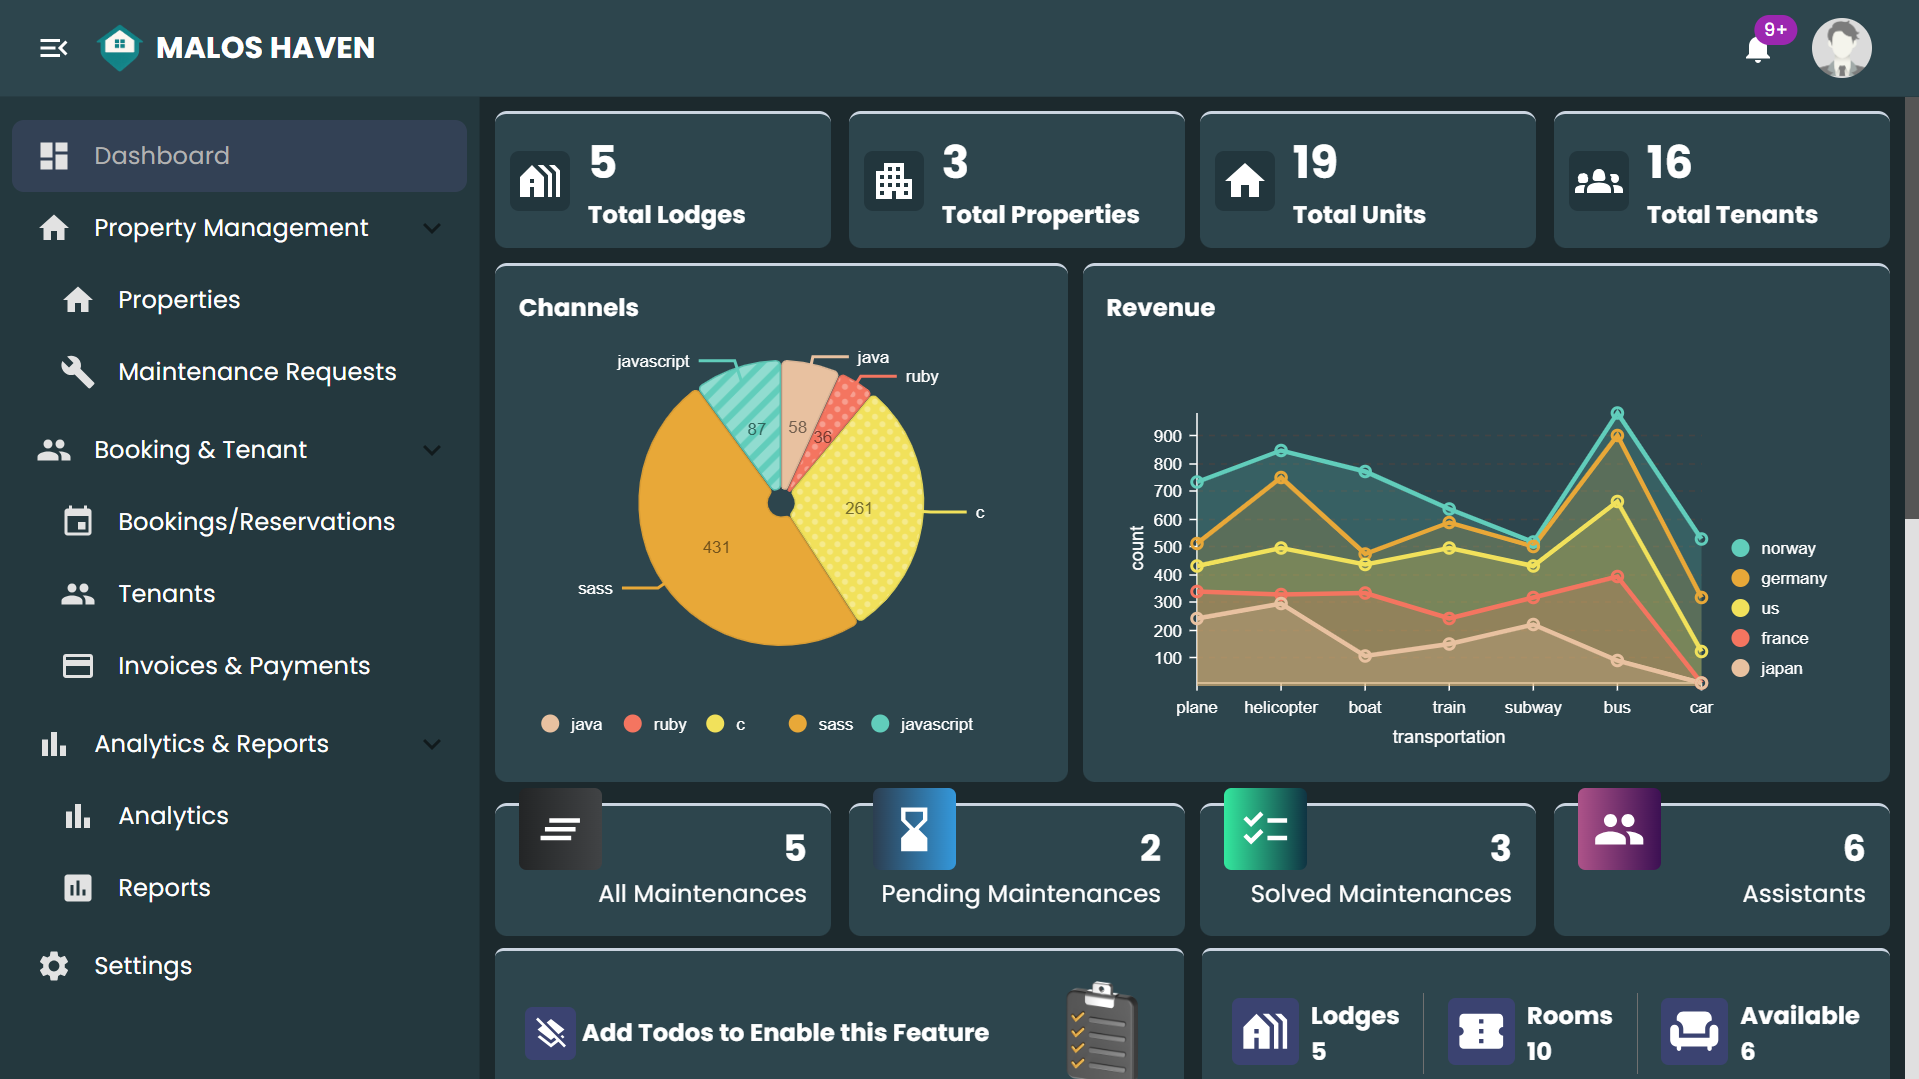 MALOS HAVEN
9+
Dashboard
Property Management
Properties
Maintenance Requests
Booking & Tenant
Bookings/Reservations
Tenants
Invoices & Payments
Analytics & Reports
Analytics
Reports
Settings
5
Total Lodges
3
Total Properties
19
Total Units
16
Total Tenants
Channels
javascript
java
ruby
87
58
36
261
c
431
sass
java
ruby
c
sass
javascript
Revenue
count
900
800
700
600
500
400
300
200
100
plane
helicopter
boat
train
subway
bus
car
transportation
norway
germany
us
france
japan
5
All Maintenances
2
Pending Maintenances
3
Solved Maintenances
6
Assistants
Add Todos to Enable this Feature
Lodges
5
Rooms
10
Available
6